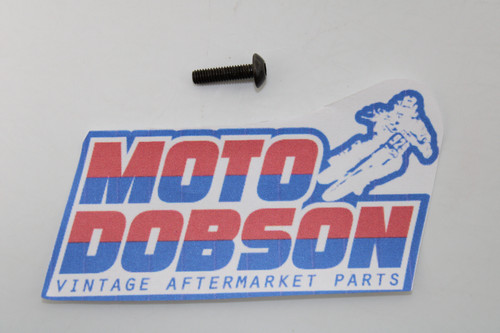 MOTO
DOBSON
VINTAGE AFTERMARKET PARTS